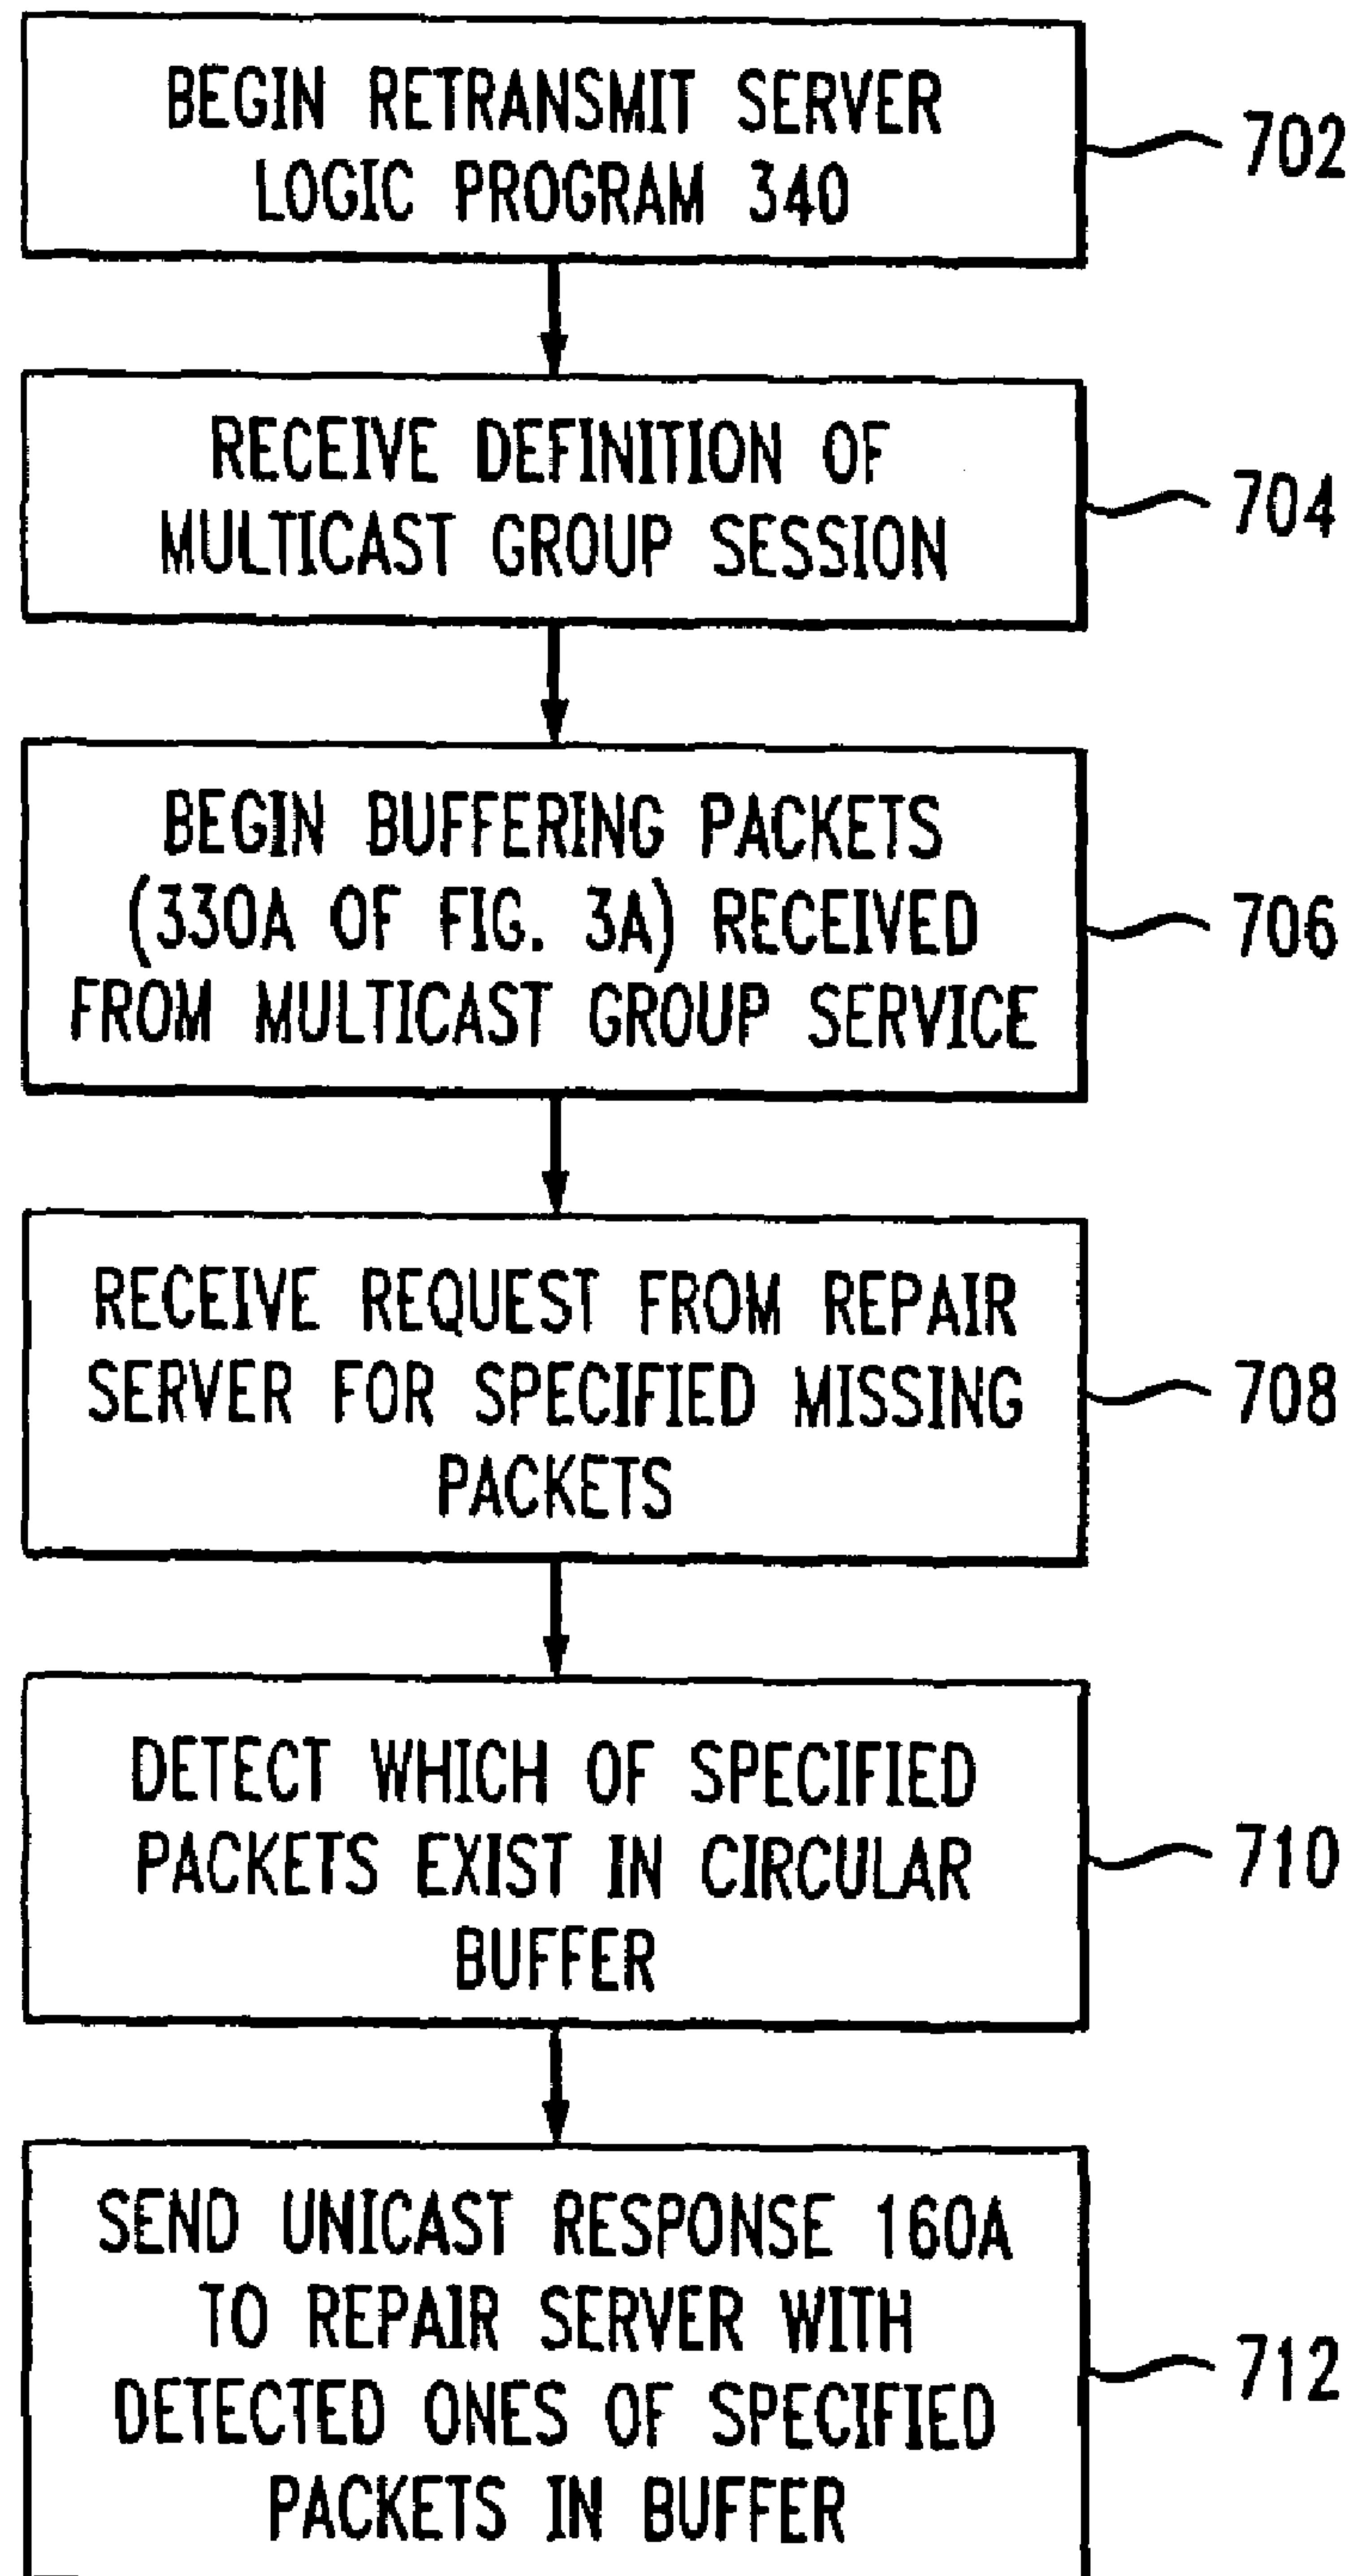 BEGIN RETRANSMIT SERVER
LOGIC PROGRAM 340
702
RECEIVE DEFINITION OF
MULTICAST GROUP SESSION
704
BEGIN BUFFERING PACKETS
(330A OF FIG. 3A) RECEIVED
FROM MULTICAST GROUP SERVICE
706
RECEIVE REQUEST FROM REPAIR
SERVER FOR SPECIFIED MISSING
PACKETS
708
DETECT WHICH OF SPECIFIED
PACKETS EXIST IN CIRCULAR
BUFFER
710
SEND UNICAST RESPONSE 160A
TO REPAIR SERVER WITH
DETECTED ONES OF SPECIFIED
PACKETS IN BUFFER
712